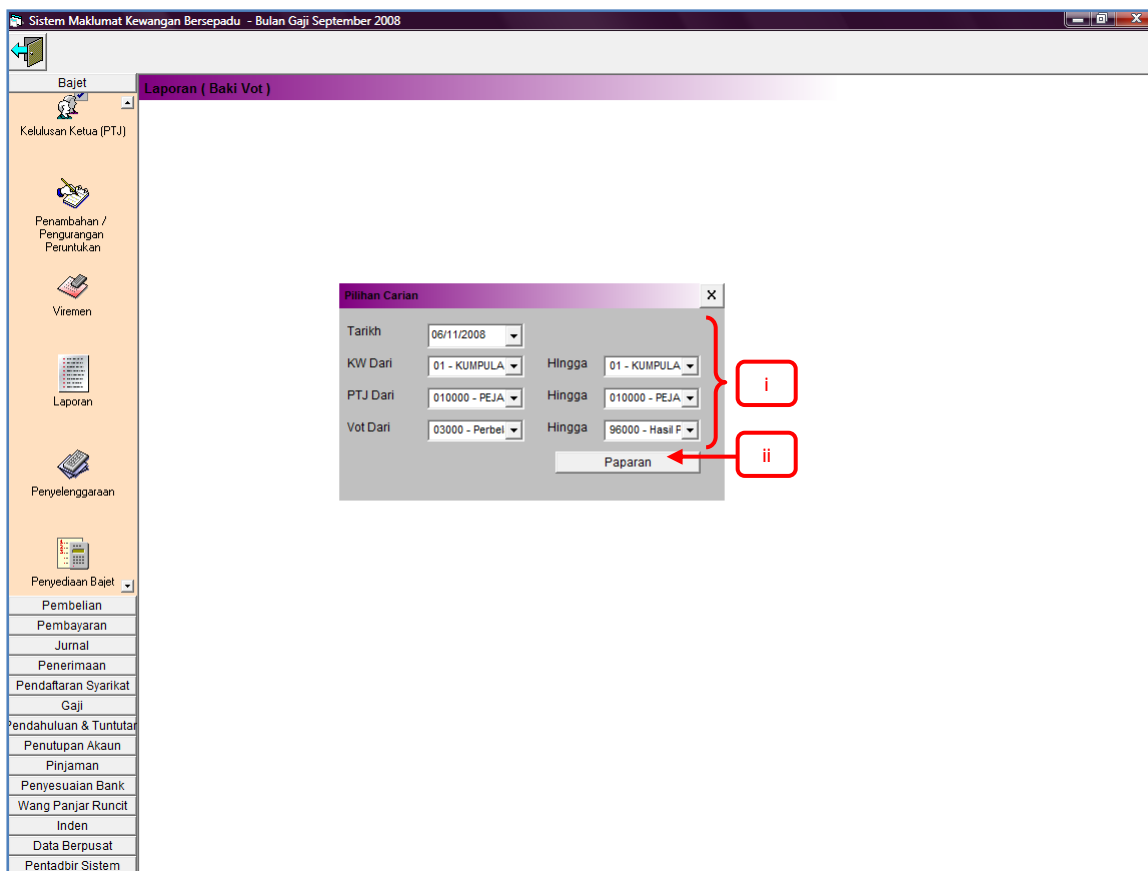 Sistem Maklumat Kewangan Bersepadu - Bulan Gaji September 2008
Bajet
Laporan ( Baki Vot )
Kelulusan Ketua (PTJ)
Penambahan /
Pengurangan
Peruntukan
Viremen
Laporan
Penyelenggaraan
Penyediaan Bajet
Pembelian
Pembayaran
Jurnal
Penerimaan
Pendaftaran Syarikat
Gaji
Pendahuluan & Tuntutan
Penutupan Akaun
Pinjaman
Penyesuaian Bank
Wang Panjar Runcit
Inden
Data Berpusat
Pentadbir Sistem
Pilihan Carian X
Tarikh 06/11/2008
KW Dari 01 - KUMPULA HIngga 01 - KUMPULA
PTJ Dari 010000 - PEJA Hingga 010000 - PEJA
Vot Dari 03000 - Perbel Hingga 96000 - Hasil P
Paparan
i
ii